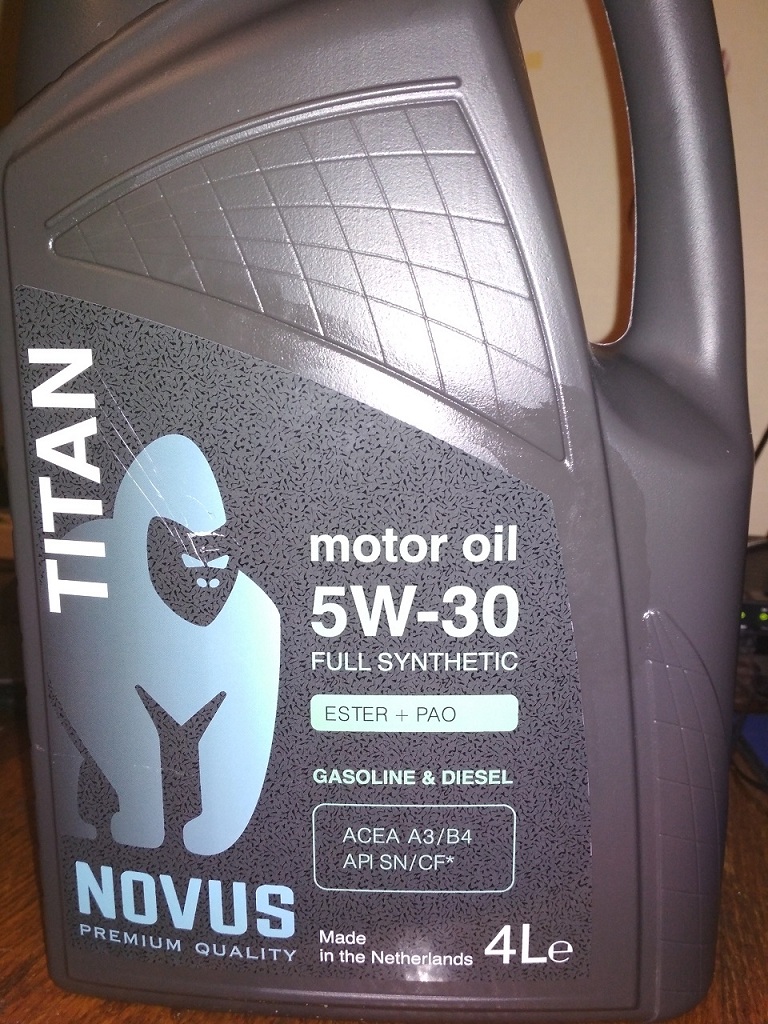 TITAN
motor oil
5W-30
FULL SYNTHETIC
ESTER + PAO
GASOLINE & DIESEL
ACEA A3/B4
API SN/CF*
NOVUS
PREMIUM QUALITY
Made
in the Netherlands
4Le